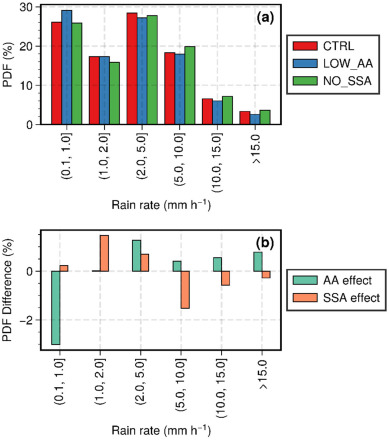 30
20
10
0
PDF (%)
(a)
(0.1, 1.0]
(1.0, 2.0]
(2.0, 5.0]
(5.0, 10.0]
(10.0, 15.0]
>15.0
Rain rate (mm h⁻¹)
CTRL
LOW_AA
NO_SSA
0
−2
PDF Difference (%)
(b)
(0.1, 1.0]
(1.0, 2.0]
(2.0, 5.0]
(5.0, 10.0]
(10.0, 15.0]
>15.0
Rain rate (mm h⁻¹)
AA effect
SSA effect